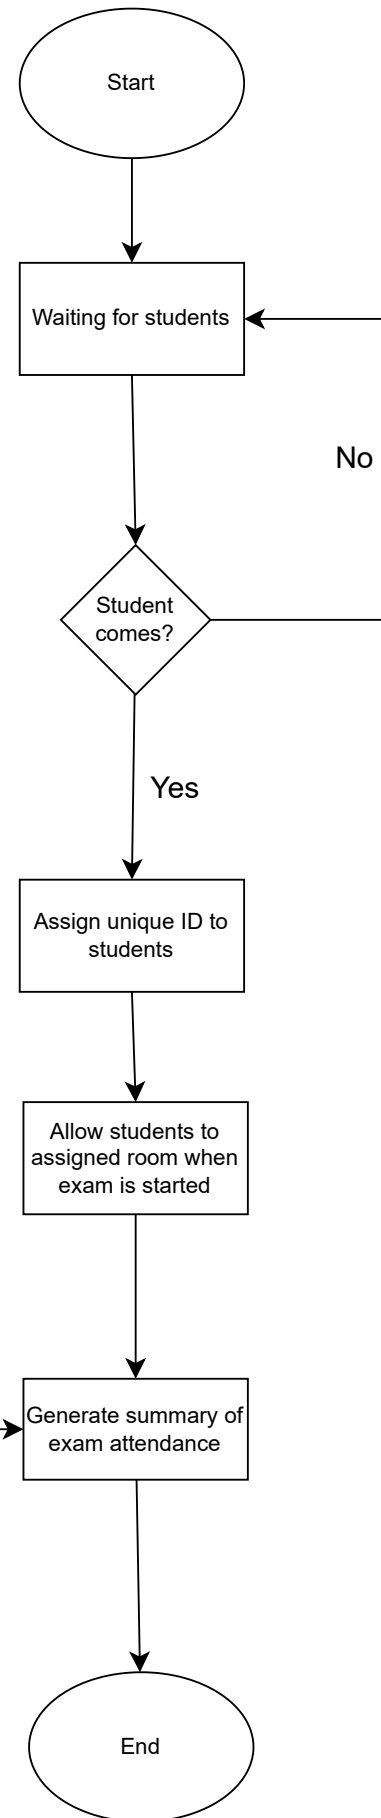 Start
Waiting for students
No
Student
comes?
Yes
Assign unique ID to
students
Allow students to
assigned room when
exam is started
Generate summary of
exam attendance
End